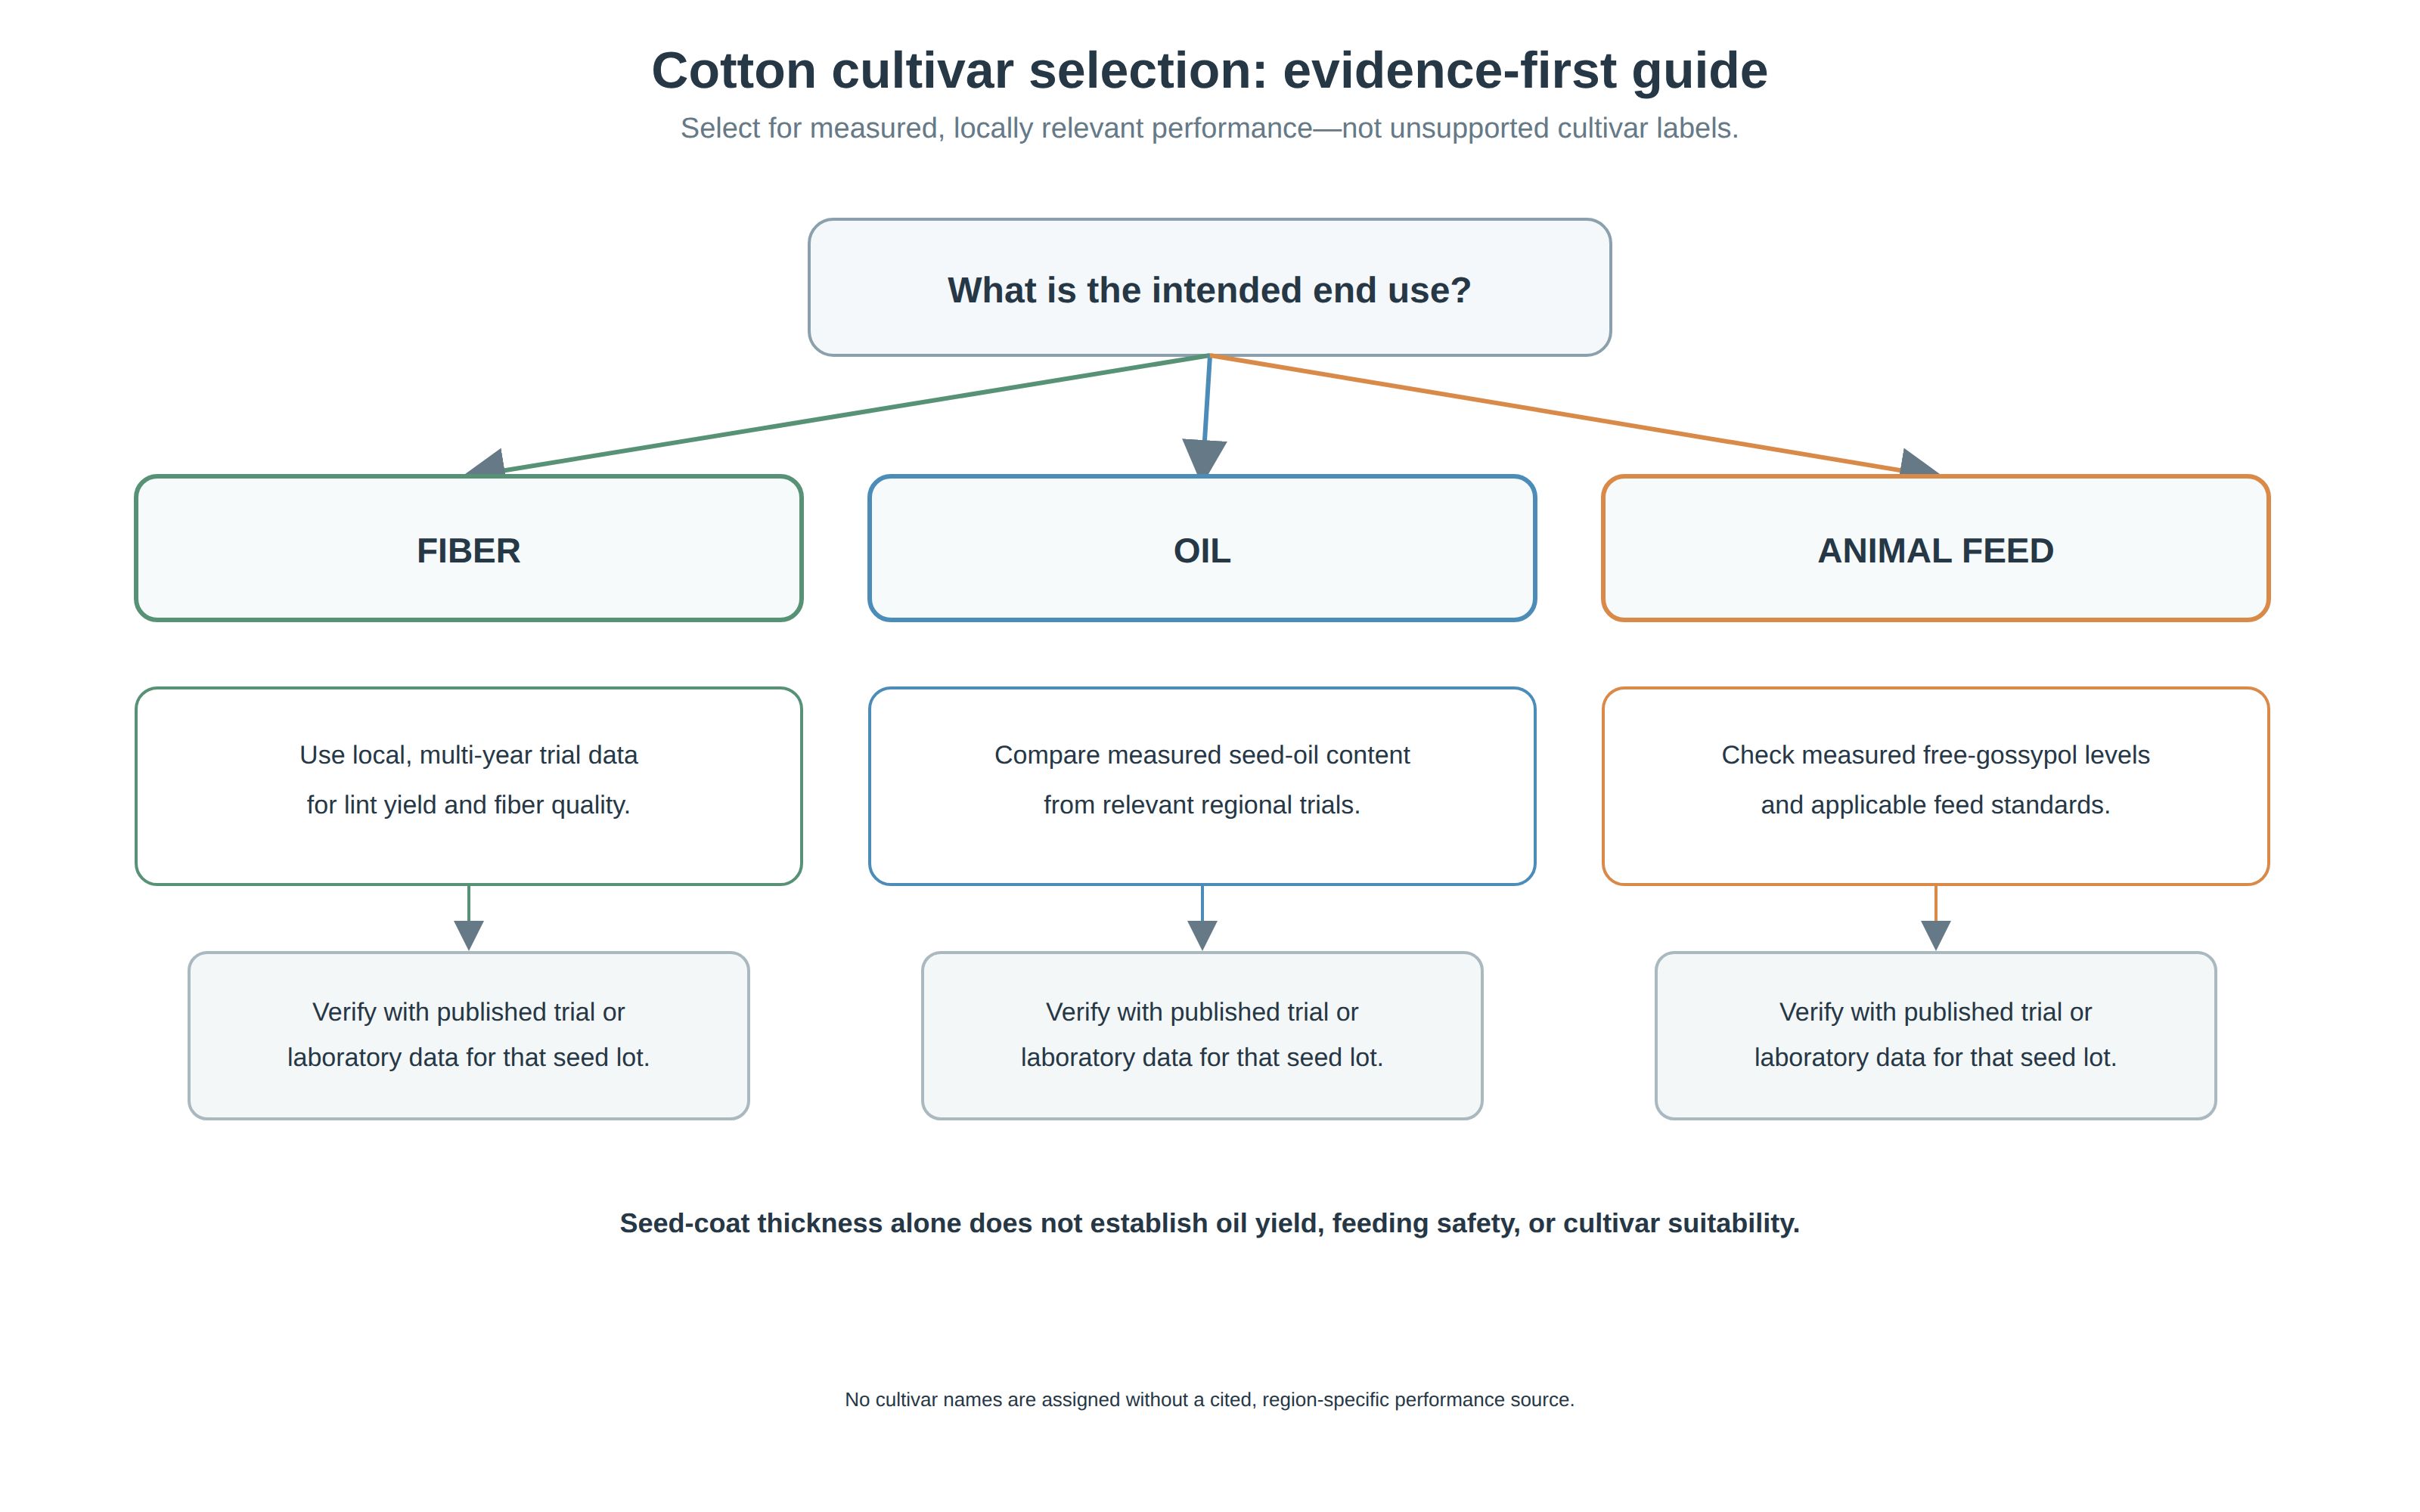 Cotton cultivar selection: evidence-first guide
Select for measured, locally relevant performance—not unsupported cultivar labels.
What is the intended end use?
FIBER
OIL
ANIMAL FEED
Use local, multi-year trial data
for lint yield and fiber quality.
Compare measured seed-oil content
from relevant regional trials.
Check measured free-gossypol levels
and applicable feed standards.
Verify with published trial or
laboratory data for that seed lot.
Verify with published trial or
laboratory data for that seed lot.
Verify with published trial or
laboratory data for that seed lot.
Seed-coat thickness alone does not establish oil yield, feeding safety, or cultivar suitability.
No cultivar names are assigned without a cited, region-specific performance source.